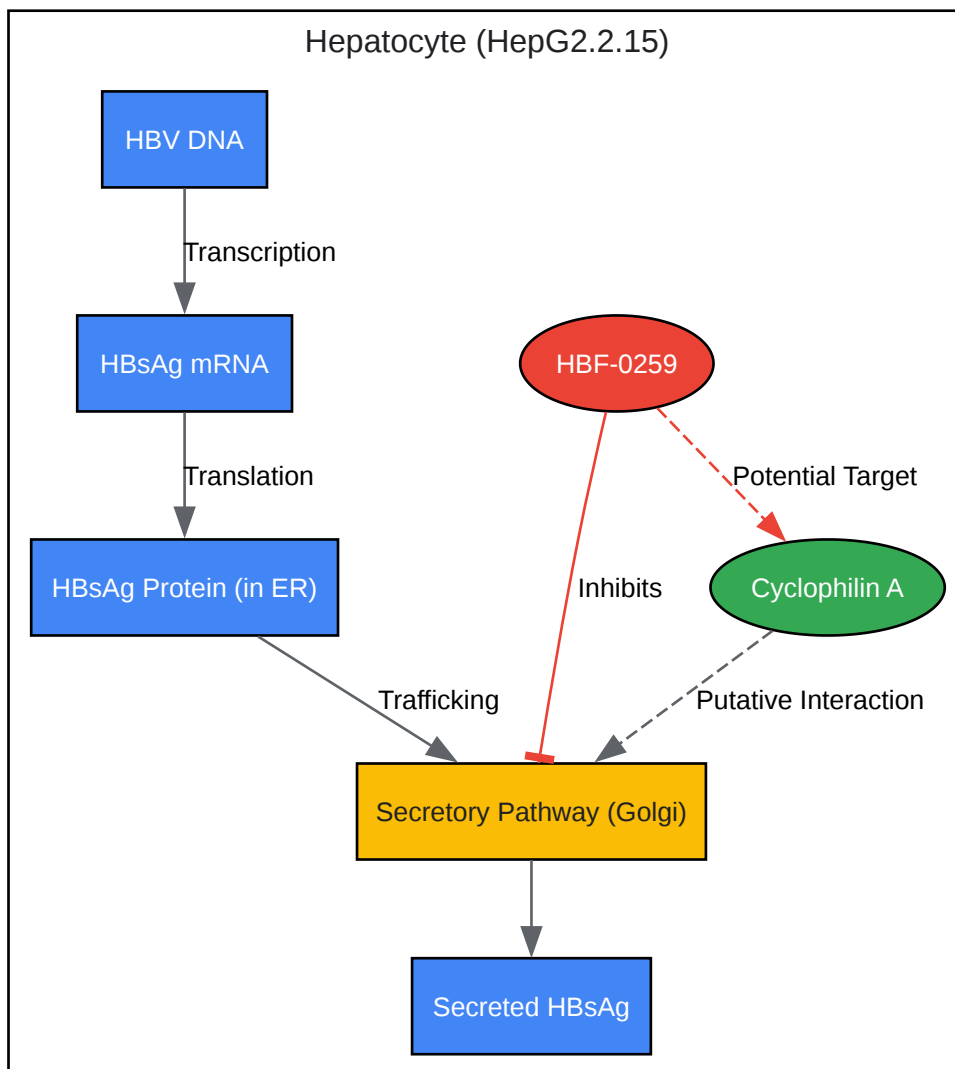 Hepatocyte (HepG2.2.15)
HBV DNA
Transcription
HBsAg mRNA
HBF-0259
Translation
Potential Target
HBsAg Protein (in ER)
Inhibits
Cyclophilin A
Trafficking
Putative Interaction
Secretory Pathway (Golgi)
Secreted HBsAg